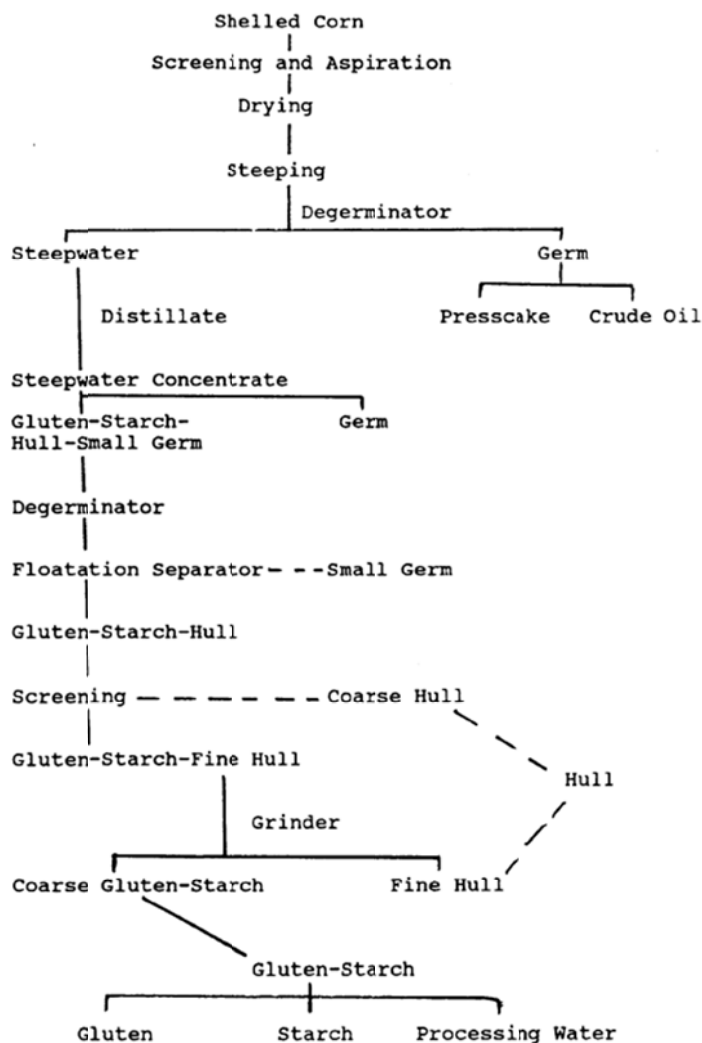 Shelled Corn
Screening and Aspiration
Drying
Steeping
Degerminator
Steepwater
Germ
Distillate
Presscake
Crude Oil
Steepwater Concentrate
Gluten-Starch-
Hull-Small Germ
Germ
Degerminator
Floatation Separator
Small Germ
Gluten-Starch-Hull
Screening
Coarse Hull
Gluten-Starch-Fine Hull
Hull
Grinder
Coarse Gluten-Starch
Fine Hull
Gluten-Starch
Gluten
Starch
Processing Water